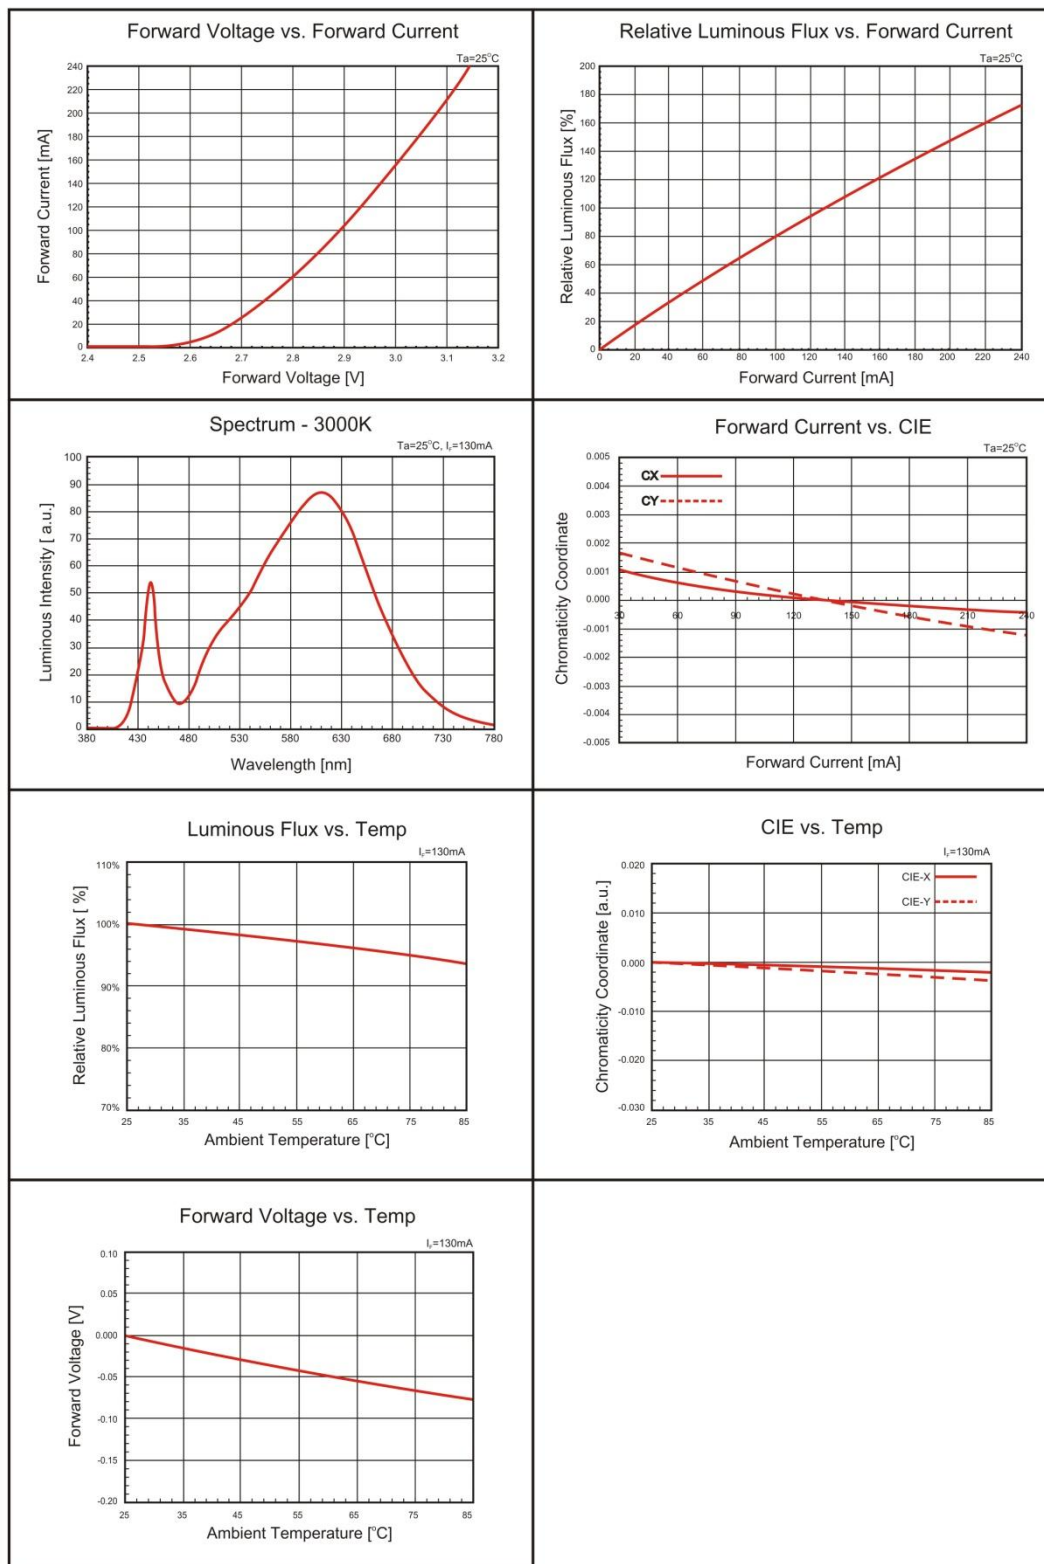 Forward Voltage vs. Forward Current
Ta=25°C
240
220
200
180
160
140
120
100
80
60
40
20
0
Forward Current [mA]
2.4 2.5 2.6 2.7 2.8 2.9 3.0 3.1 3.2
Forward Voltage [V]
Relative Luminous Flux vs. Forward Current
Ta=25°C
200
180
160
140
120
100
80
60
40
20
0
Relative Luminous Flux [%]
0 20 40 60 80 100 120 140 160 180 200 220 240
Forward Current [mA]
Spectrum - 3000K
Ta=25°C, IF=130mA
100
90
80
70
60
50
40
30
20
10
0
Luminous Intensity [ a.u.]
380 430 480 530 580 630 680 730 780
Wavelength [nm]
Forward Current vs. CIE
Ta=25°C
CX
CY
0.005
0.004
0.003
0.002
0.001
0.000
-0.001
-0.002
-0.003
-0.004
-0.005
Chromaticity Coordinate
30 60 90 120 150 180 210 240
Forward Current [mA]
Luminous Flux vs. Temp
IF=130mA
110%
100%
90%
80%
70%
Relative Luminous Flux [ %]
25 35 45 55 65 75 85
Ambient Temperature [°C]
CIE vs. Temp
IF=130mA
CIE-X
CIE-Y
0.020
0.010
0.000
-0.010
-0.020
-0.030
Chromaticity Coordinate [a.u.]
25 35 45 55 65 75 85
Ambient Temperature [°C]
Forward Voltage vs. Temp
IF=130mA
0.10
0.05
0.000
-0.05
-0.10
-0.15
-0.20
Forward Voltage [V]
25 35 45 55 65 75 85
Ambient Temperature [°C]